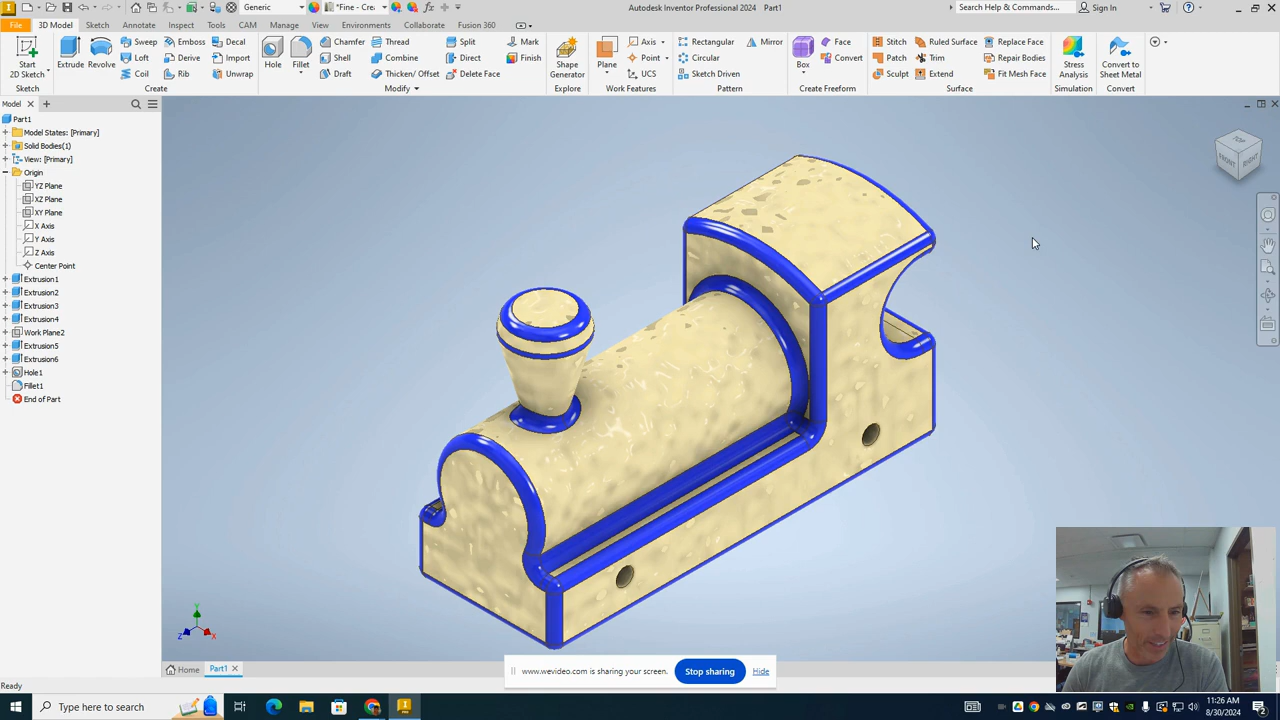 Generic
*Fine - Crea
Autodesk Inventor Professional 2024 Part1
Search Help & Commands...
Sign In
File
3D Model
Sketch
Annotate
Inspect
Tools
CAM
Manage
View
Environments
Collaborate
Fusion 360
Start
2D Sketch
Extrude
Revolve
Sweep
Loft
Coil
Emboss
Derive
Rib
Decal
Import
Unwrap
Hole
Fillet
Chamfer
Shell
Draft
Thread
Combine
Thicken/ Offset
Split
Direct
Delete Face
Mark
Finish
Shape
Generator
Plane
Axis
Point
UCS
Rectangular
Circular
Sketch Driven
Mirror
Box
Face
Convert
Stitch
Patch
Sculpt
Ruled Surface
Trim
Extend
Replace Face
Repair Bodies
Fit Mesh Face
Stress
Analysis
Convert to
Sheet Metal
Sketch
Create
Modify
Explore
Work Features
Pattern
Create Freeform
Surface
Simulation
Convert
Model
Part1
Model States: [Primary]
Solid Bodies(1)
View: [Primary]
Origin
YZ Plane
XZ Plane
XY Plane
X Axis
Y Axis
Z Axis
Center Point
Extrusion1
Extrusion2
Extrusion3
Extrusion4
Work Plane2
Extrusion5
Extrusion6
Hole1
Fillet1
End of Part
TOP
FRONT
RIGHT
Y
Z
X
Home
Part1
www.wevideo.com is sharing your screen.
Stop sharing
Hide
Ready
Type here to search
11:26 AM
8/30/2024
2